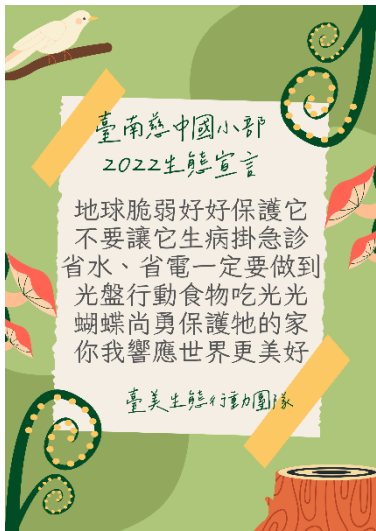 臺南慈中國小部
2022生態宣言
地球脆弱好好保護它
不要讓它生病掛急診
省水、省電一定要做到
光盤行動食物吃光光
蝴蝶尚勇保護牠的家
你我響應世界更美好
臺美生態行動團隊